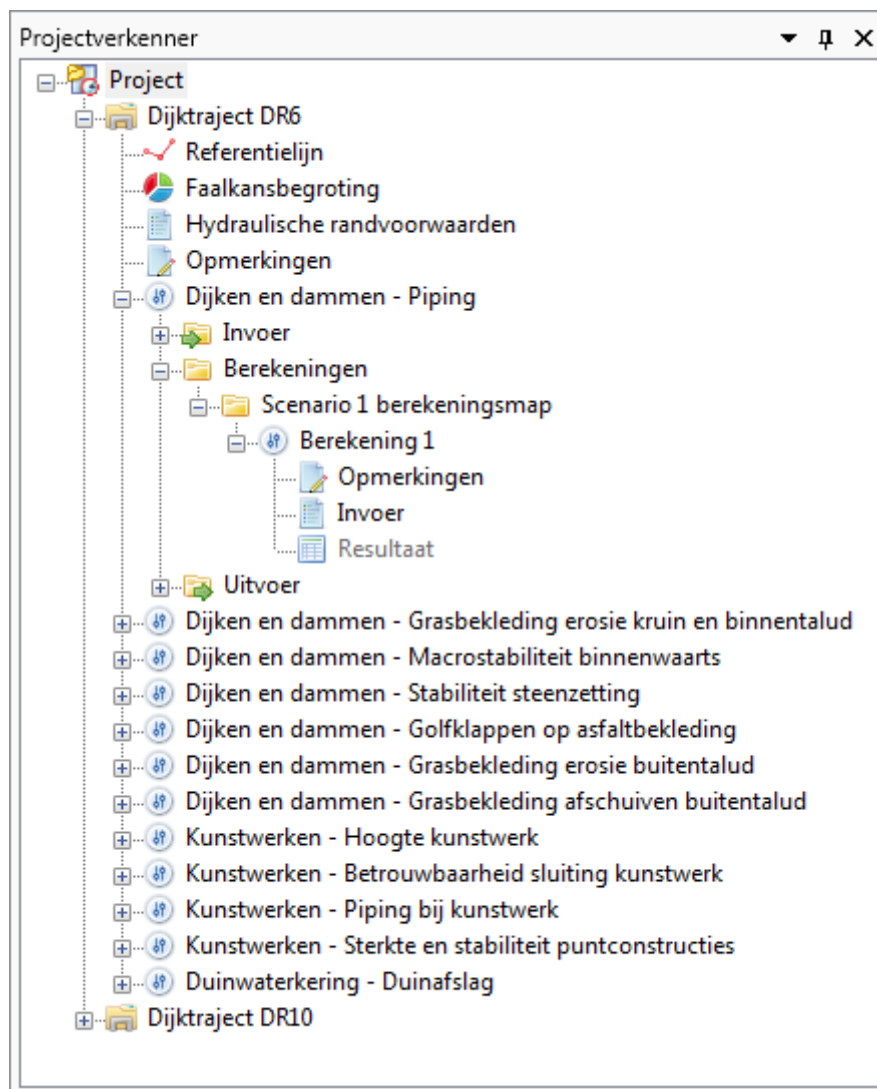 Projectverkenner
Project
Dijktraject DR6
Referentielijn
Faalkansbegroting
Hydraulische randvoorwaarden
Opmerkingen
Dijken en dammen - Piping
Invoer
Berekeningen
Scenario 1 berekeningsmap
Berekening 1
Opmerkingen
Invoer
Resultaat
Uitvoer
Dijken en dammen - Grasbekleding erosie kruin en binnentalud
Dijken en dammen - Macrostabiliteit binnenwaarts
Dijken en dammen - Stabiliteit steenzetting
Dijken en dammen - Golfklappen op asfaltbekleding
Dijken en dammen - Grasbekleding erosie buitentalud
Dijken en dammen - Grasbekleding afschuiven buitentalud
Kunstwerken - Hoogte kunstwerk
Kunstwerken - Betrouwbaarheid sluiting kunstwerk
Kunstwerken - Piping bij kunstwerk
Kunstwerken - Sterkte en stabiliteit puntconstructies
Duinwaterkering - Duinafslag
Dijktraject DR10